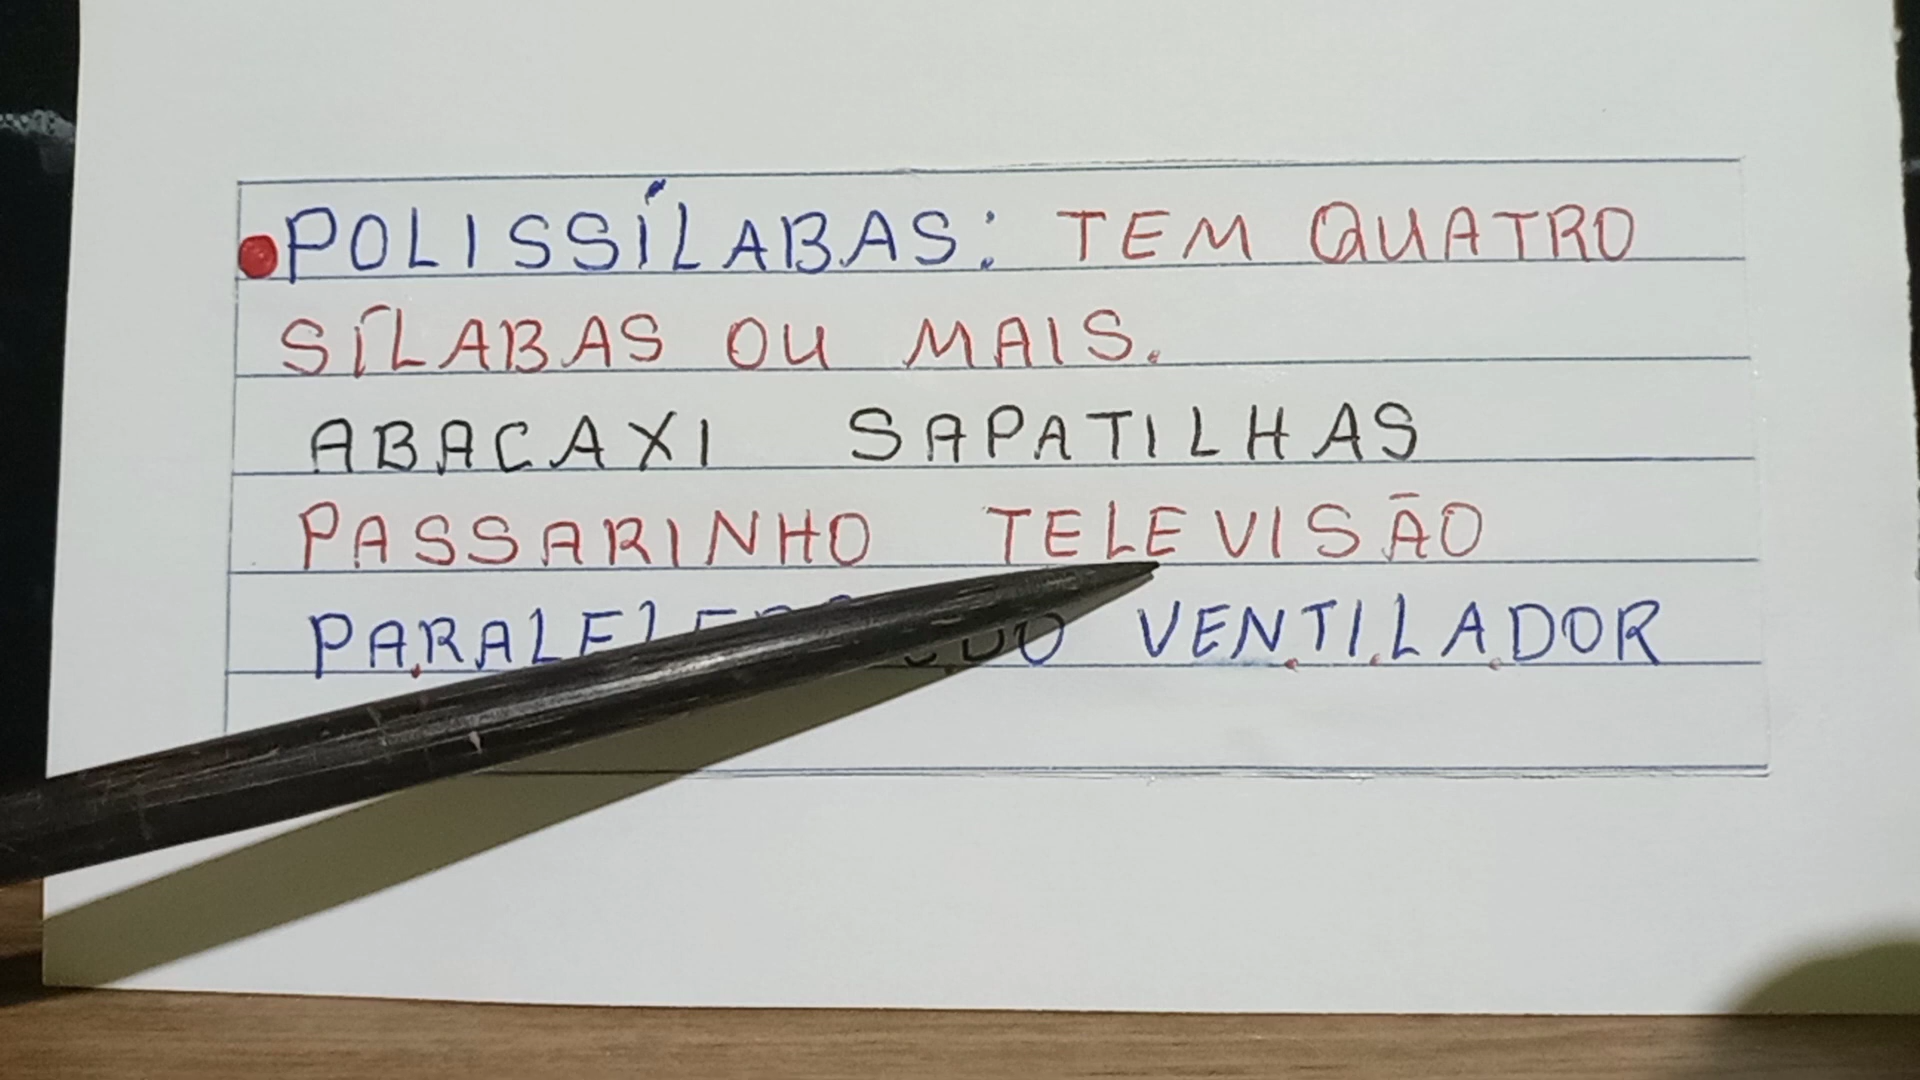 POLISSÍLABAS: TEM QUATRO
SÍLABAS OU MAIS.
ABACAXI SAPATILHAS
PASSARINHO TELEVISÃO
VENTILADOR